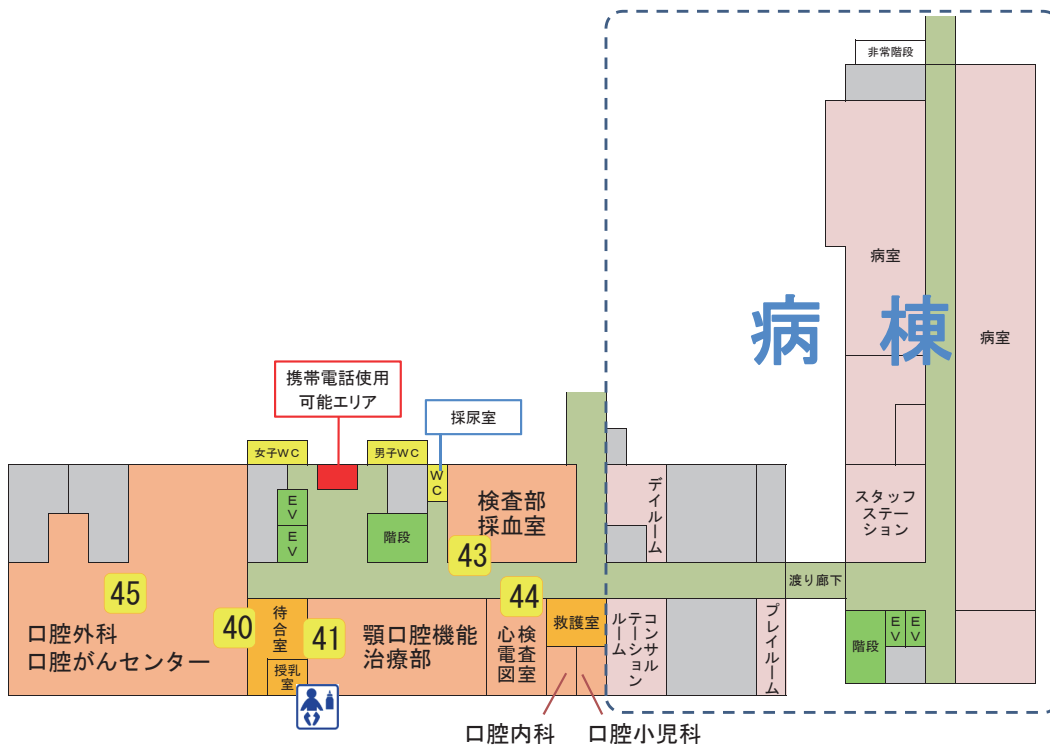 非常階段
病室
病室
病棟
携帯電話使用
可能エリア
採尿室
女子WC
男子WC
WC
EV
EV
階段
検査部
採血室
デイルーム
スタッフ
ステー
ション
43
渡り廊下
45
口腔外科
口腔がんセンター
40
待合室
授乳室
41
顎口腔機能
治療部
44
心電図
検査室
救護室
コンサル
テーション
ルーム
プレイルーム
階段
EV
EV
口腔内科
口腔小児科